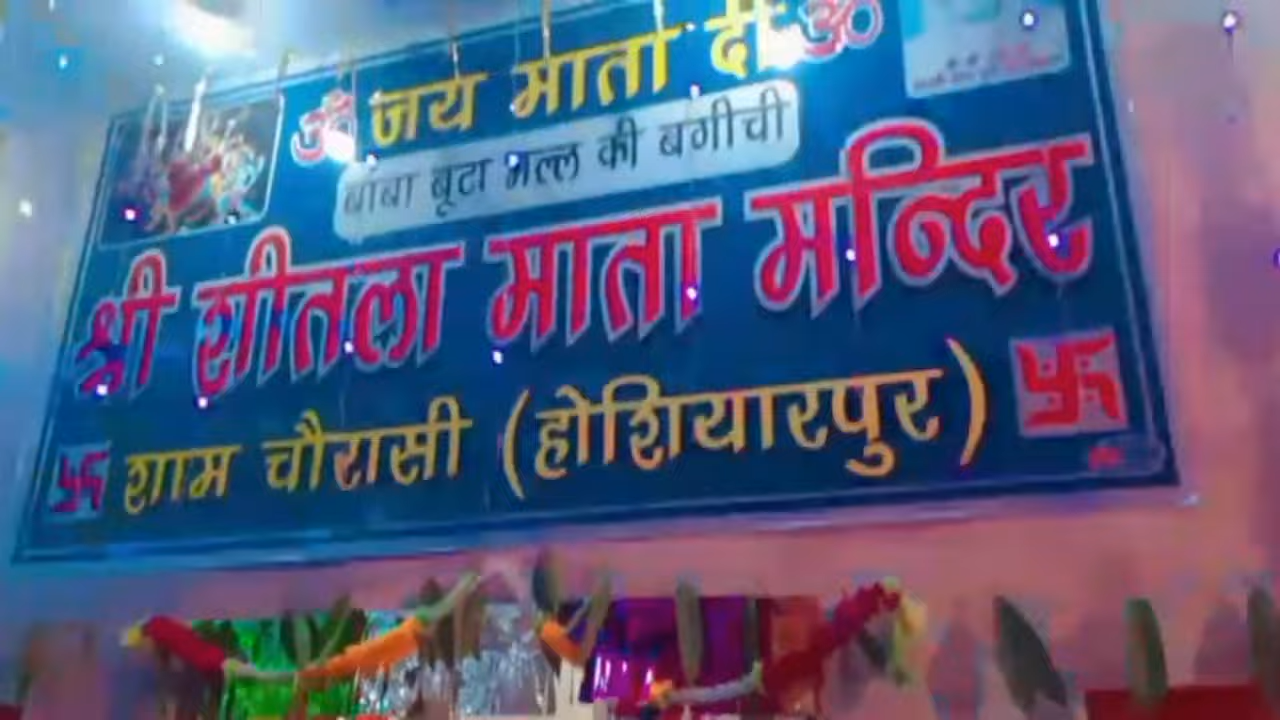 ॐ जय माता दी ॐ
बाबा बूटा मल्ल की बगीची
श्री शीतला माता मन्दिर
शाम चौरासी (होशियारपुर)